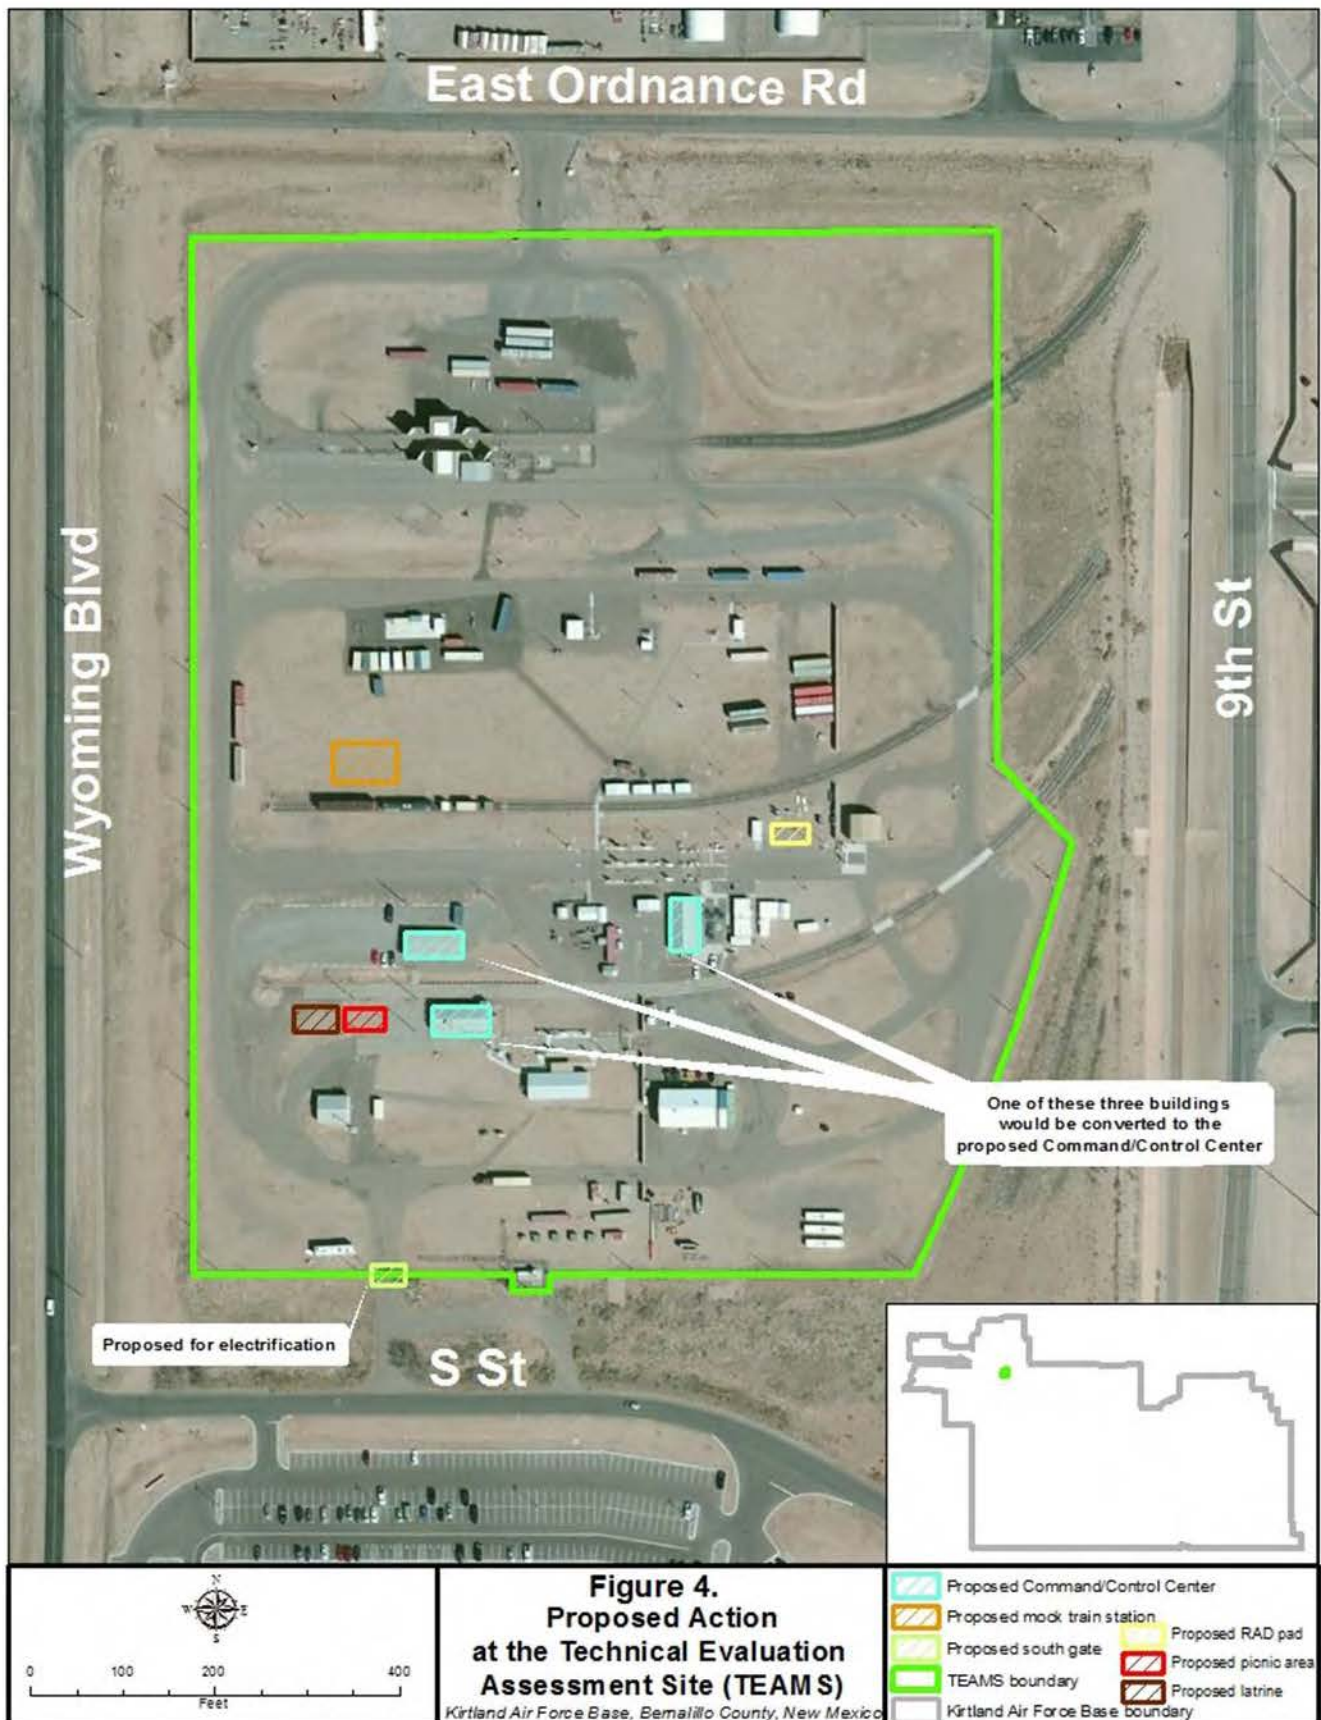 East Ordnance Rd
Wyoming Blvd
9th St
One of these three buildings
would be converted to the
proposed Command/Control Center
Proposed for electrification
S St
N
W E
S
0 100 200 400
Feet
Figure 4.
Proposed Action
at the Technical Evaluation
Assessment Site (TEAMS)
Kirtland Air Force Base, Bernalillo County, New Mexico
Proposed Command/Control Center
Proposed mock train station
Proposed south gate
TEAMS boundary
Kirtland Air Force Base boundary
Proposed RAD pad
Proposed picnic area
Proposed latrine